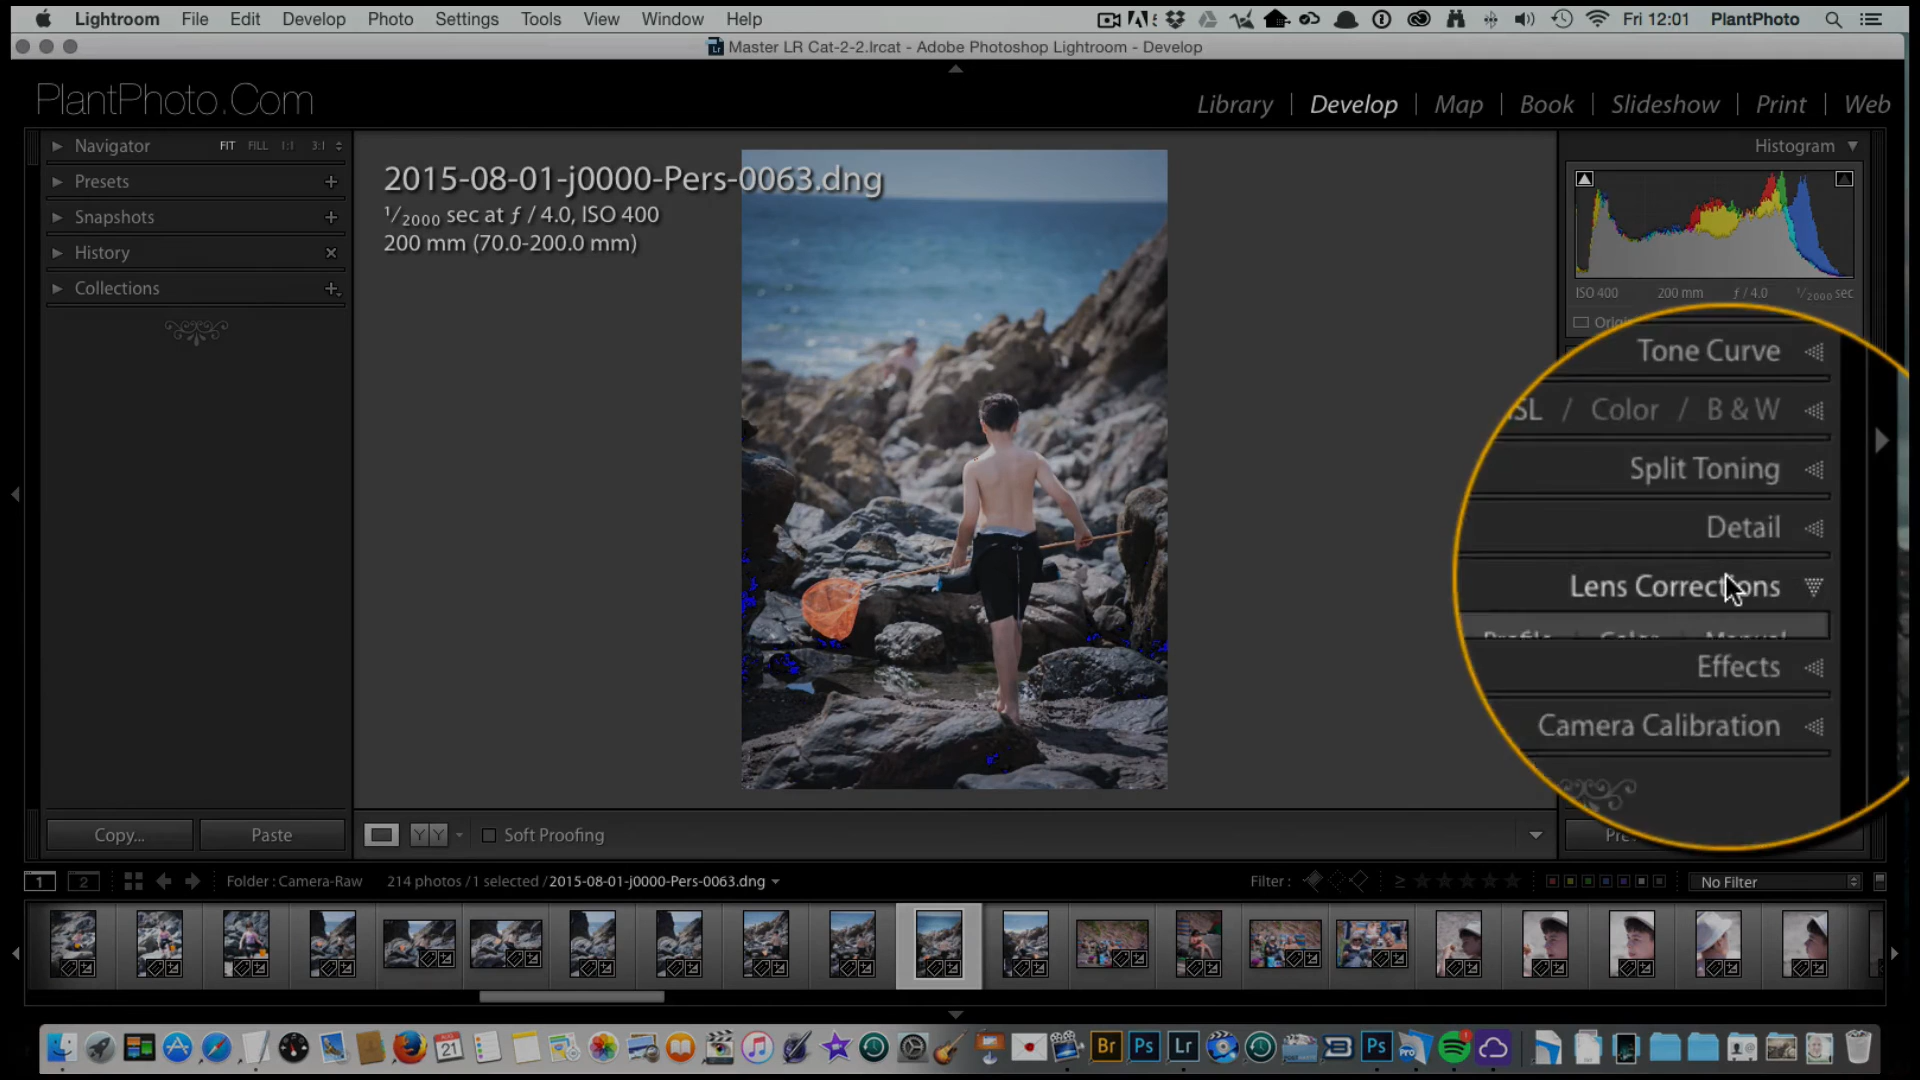 Lightroom File Edit Develop Photo Settings Tools View Window Help Fri 12:01 PlantPhoto
Master LR Cat-2-2.lrcat - Adobe Photoshop Lightroom - Develop
PlantPhoto.Com
Library | Develop | Map | Book | Slideshow | Print | Web
Navigator FIT FILL 1:1 3:1
Presets
Snapshots
History
Collections
2015-08-01-j0000-Pers-0063.dng
1/2000 sec at ƒ / 4.0, ISO 400
200 mm (70.0-200.0 mm)
Histogram
ISO 400 200 mm ƒ / 4.0 1/2000 sec
Tone Curve
SL / Color / B & W
Split Toning
Detail
Lens Corrections
Profile Color Manual
Effects
Camera Calibration
Copy... Paste
Y Y Soft Proofing
1 2 Folder : Camera-Raw 214 photos / 1 selected / 2015-08-01-j0000-Pers-0063.dng Filter : ≥ No Filter
21 Br Ps Lr Ps PRO 1